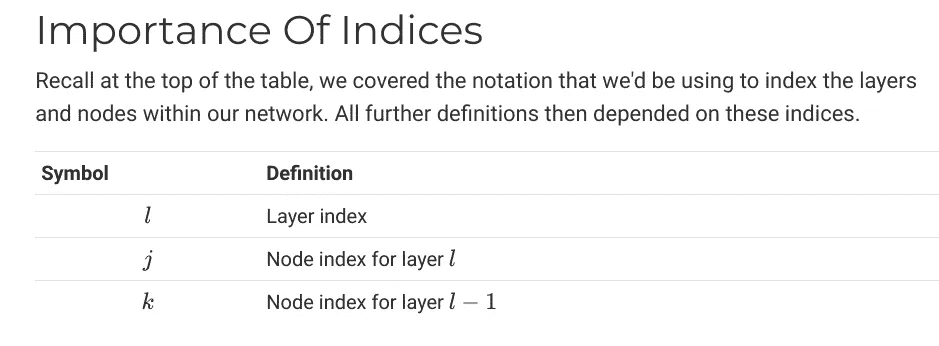 Importance Of Indices
Recall at the top of the table, we covered the notation that we'd be using to index the layers
and nodes within our network. All further definitions then depended on these indices.
Symbol Definition
l Layer index
j Node index for layer l
k Node index for layer l − 1